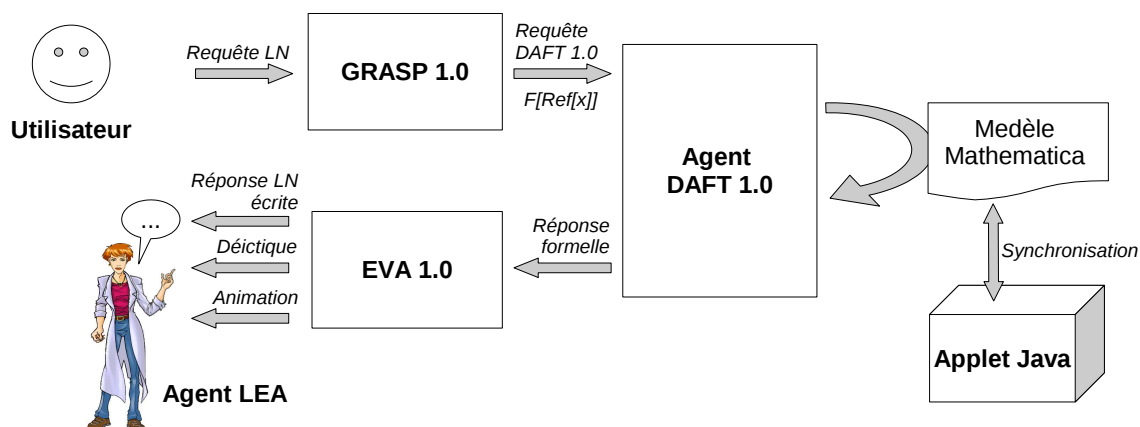 Requête LN
GRASP 1.0
Requête
DAFT 1.0
F[Ref[x]]
Utilisateur
Agent
DAFT 1.0
Medèle
Mathematica
Réponse LN
écrite
...
Déictique
Animation
EVA 1.0
Réponse
formelle
Synchronisation
Applet Java
Agent LEA